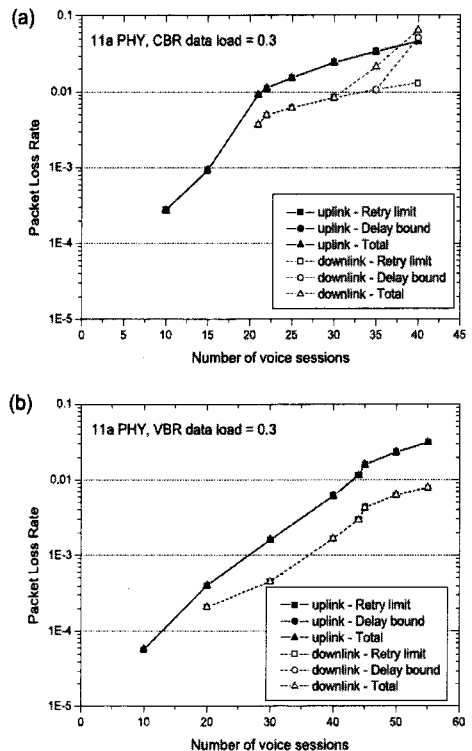 (a)
11a PHY, CBR data load = 0.3
Packet Loss Rate
0.1
0.01
1E-3
1E-4
1E-5
uplink - Retry limit
uplink - Delay bound
uplink - Total
downlink - Retry limit
downlink - Delay bound
downlink - Total
0 5 10 15 20 25 30 35 40 45
Number of voice sessions
(b)
11a PHY, VBR data load = 0.3
Packet Loss Rate
0.1
0.01
1E-3
1E-4
1E-5
uplink - Retry limit
uplink - Delay bound
uplink - Total
downlink - Retry limit
downlink - Delay bound
downlink - Total
0 10 20 30 40 50 60
Number of voice sessions